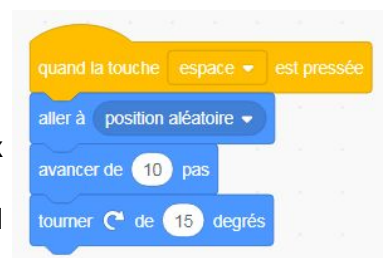 quand la touche espace est pressée
aller à position aléatoire
avancer de 10 pas
tourner de 15 degrés